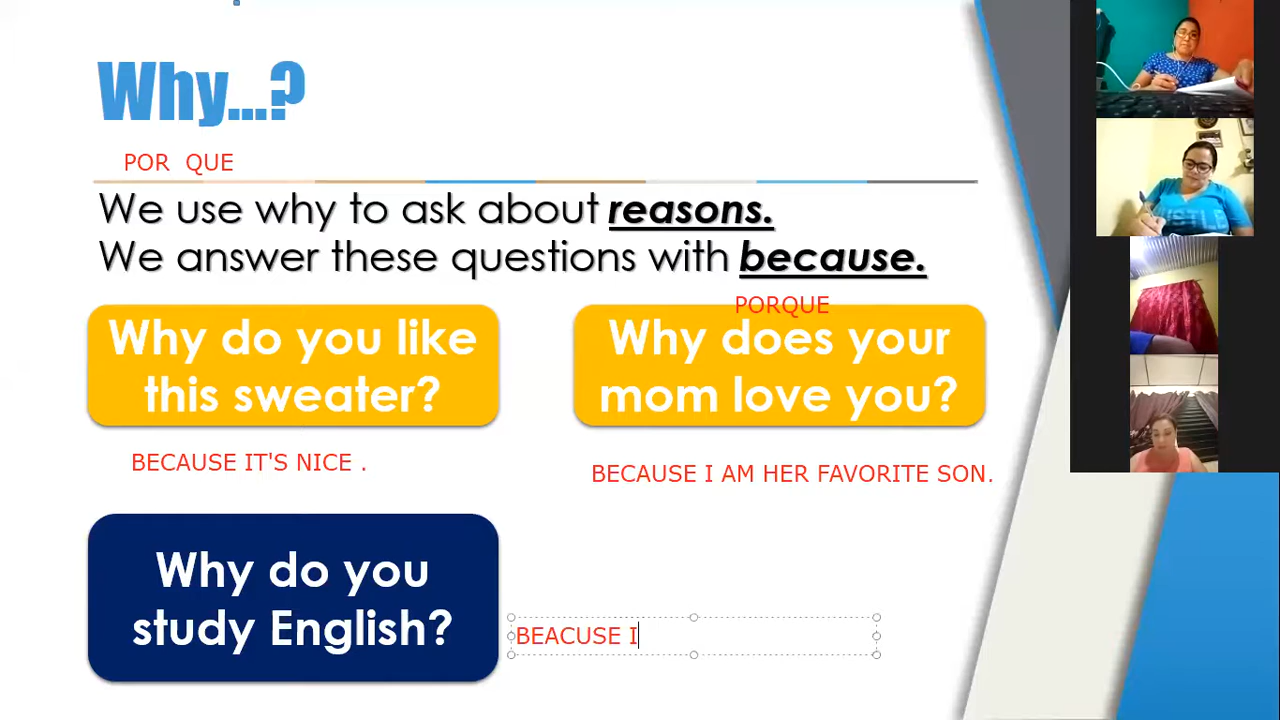 Why...?
POR QUE
We use why to ask about reasons.
We answer these questions with because.
PORQUE
Why do you like
this sweater?
Why does your
mom love you?
BECAUSE IT'S NICE .
BECAUSE I AM HER FAVORITE SON.
Why do you
study English?
BEACUSE I